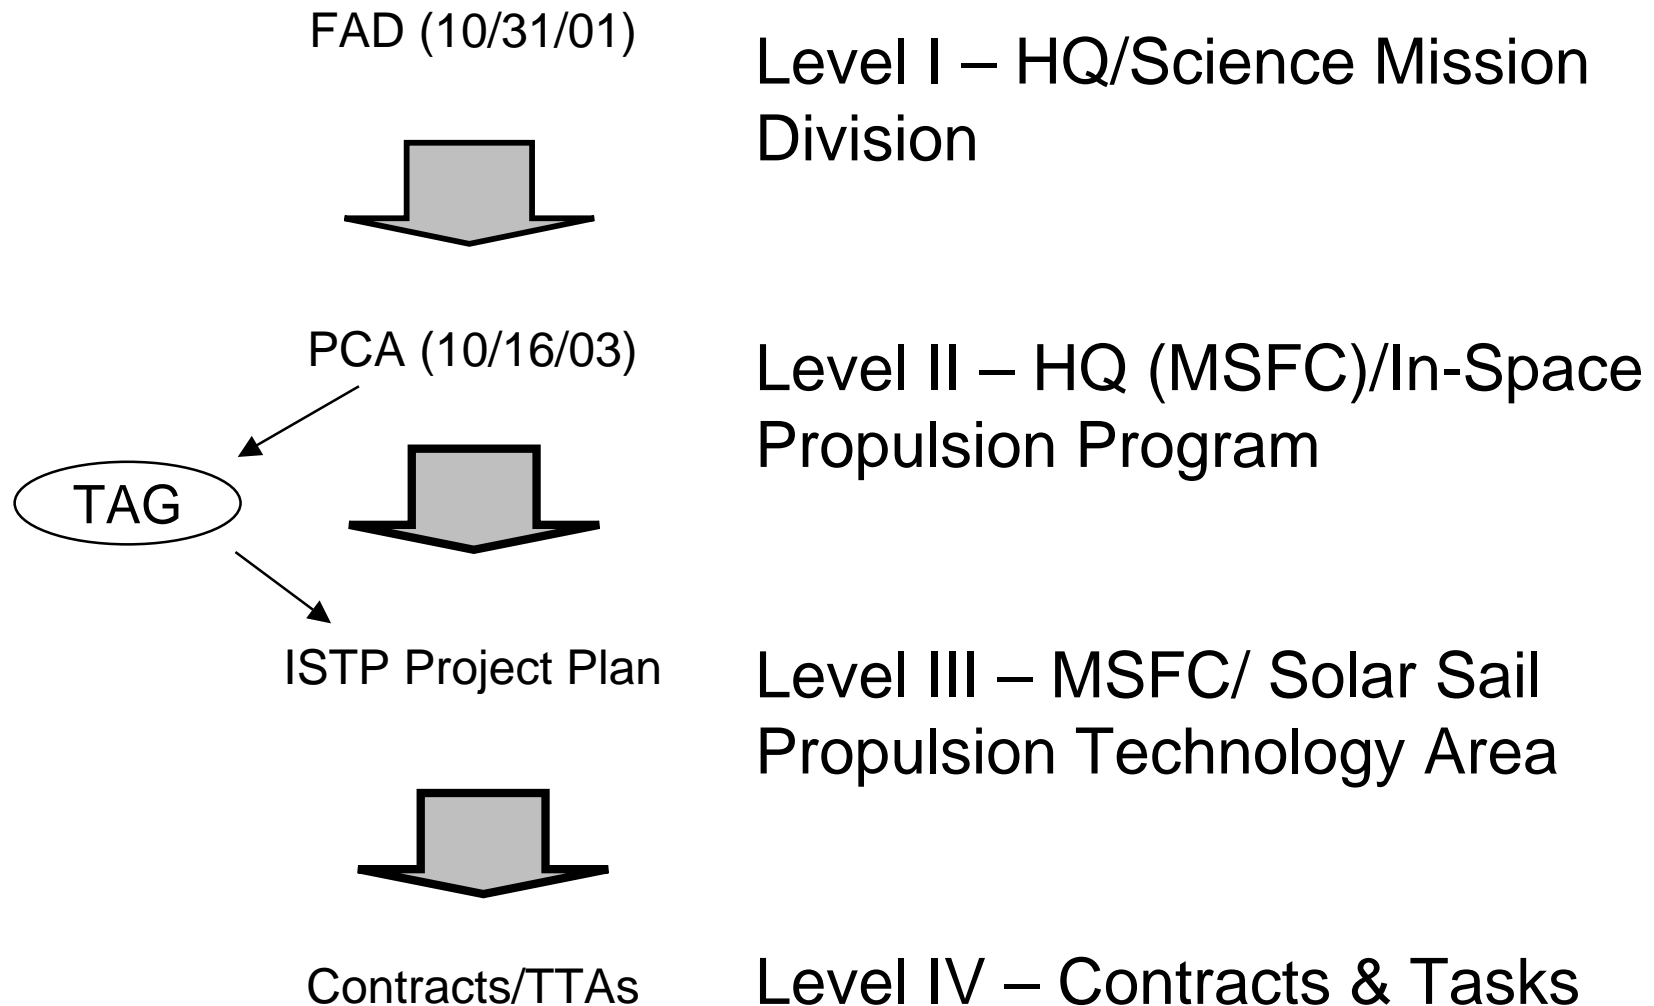 FAD (10/31/01)
Level I – HQ/Science Mission
Division
PCA (10/16/03)
Level II – HQ (MSFC)/In-Space
Propulsion Program
TAG
ISTP Project Plan
Level III – MSFC/ Solar Sail
Propulsion Technology Area
Contracts/TTAs
Level IV – Contracts & Tasks